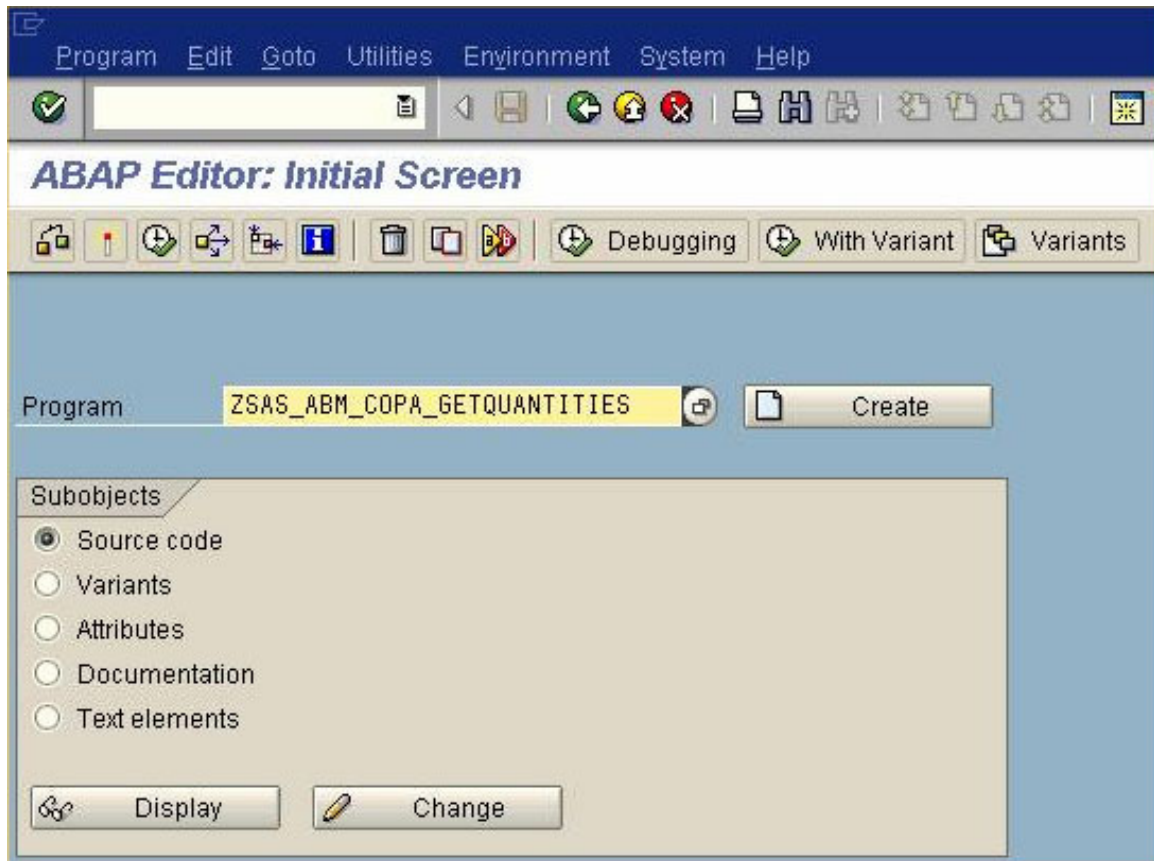 Program Edit Goto Utilities Environment System Help
ABAP Editor: Initial Screen
Debugging With Variant Variants
Program ZSAS_ABM_COPA_GETQUANTITIES Create
Subobjects
Source code
Variants
Attributes
Documentation
Text elements
Display Change